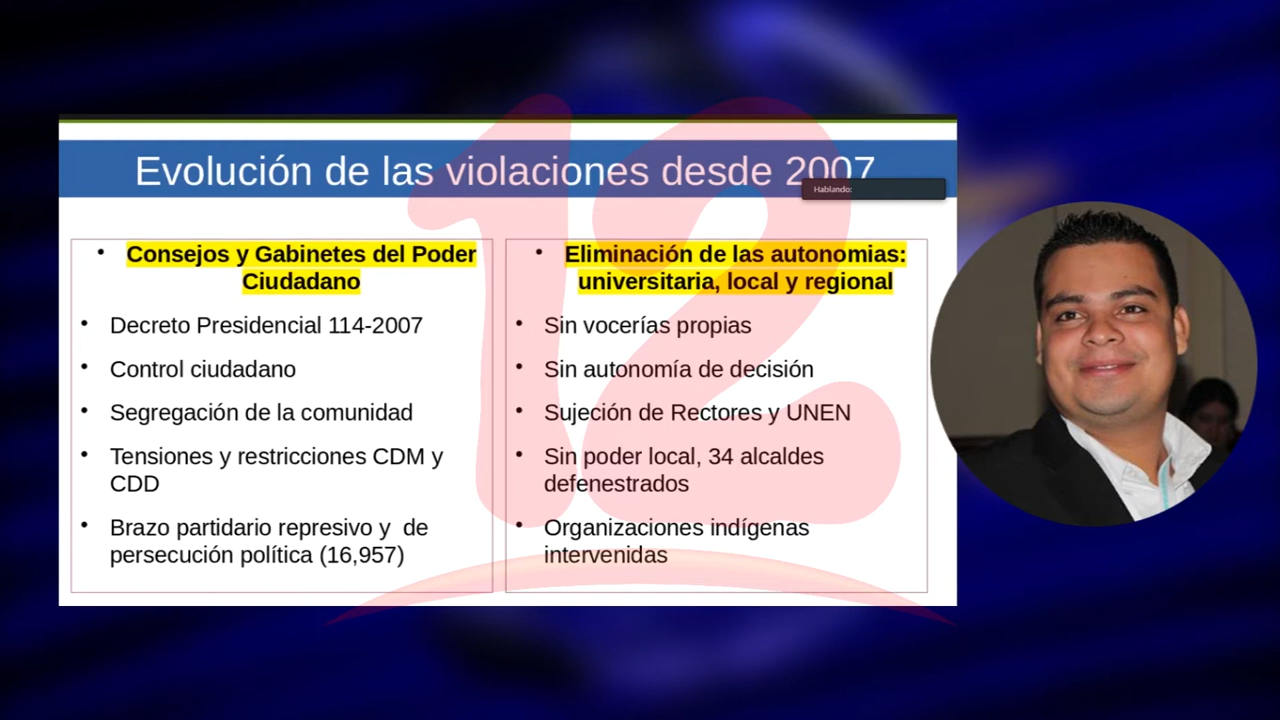 Evolución de las violaciones desde 2007
Hablando:
• Consejos y Gabinetes del Poder
Ciudadano
• Decreto Presidencial 114-2007
• Control ciudadano
• Segregación de la comunidad
• Tensiones y restricciones CDM y
CDD
• Brazo partidario represivo y de
persecución política (16,957)
• Eliminación de las autonomias:
universitaria, local y regional
• Sin vocerías propias
• Sin autonomía de decisión
• Sujeción de Rectores y UNEN
• Sin poder local, 34 alcaldes
defenestrados
• Organizaciones indígenas
intervenidas
12